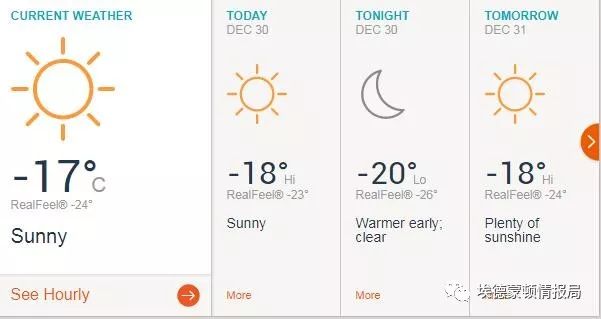 CURRENT WEATHER
-17°C
RealFeel® -24°
Sunny
See Hourly
TODAY
DEC 30
-18° Hi
RealFeel® -23°
Sunny
More
TONIGHT
DEC 30
-20° Lo
RealFeel® -26°
Warmer early;
clear
More
TOMORROW
DEC 31
-18° Hi
RealFeel® -24°
Plenty of
sunshine
More
埃德蒙顿情报局